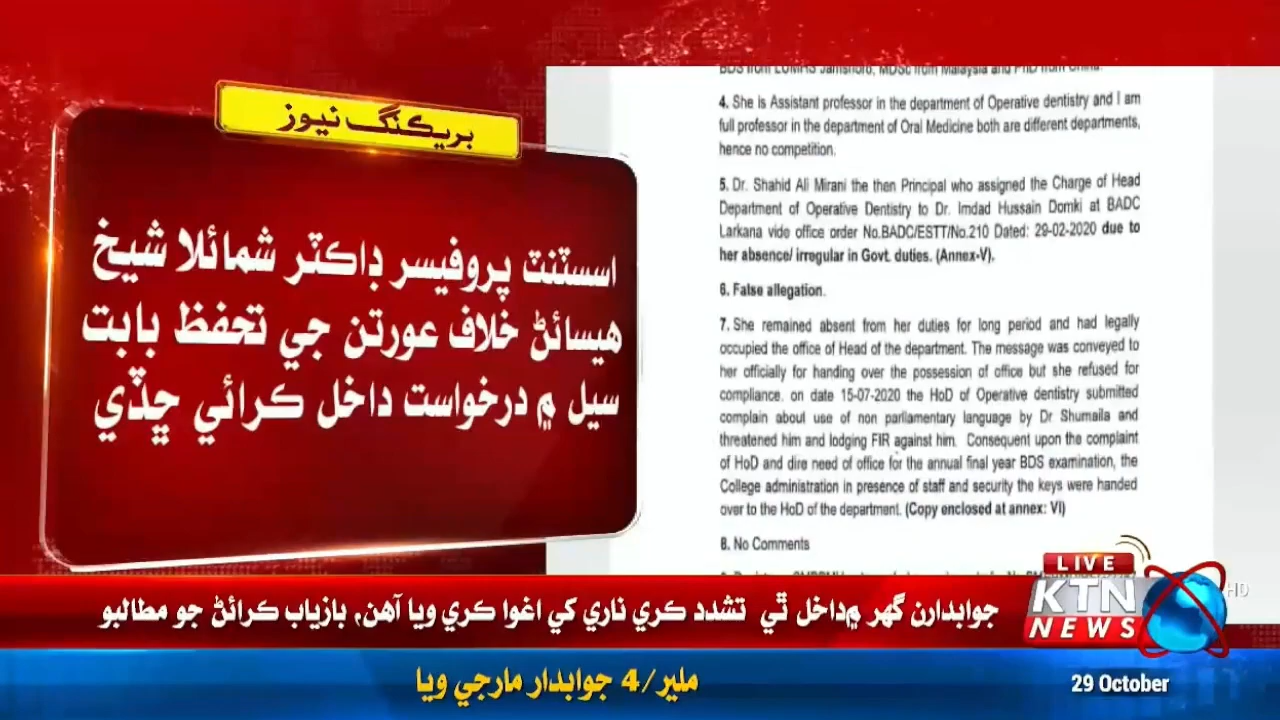 بريڪنگ نيوز
اسسٽنٽ پروفيسر ڊاڪٽر شمائلا شيخ
هيسائڻ خلاف عورتن جي تحفظ بابت
سيل ۾ درخواست داخل ڪرائي ڇڏي
BDS from LUMHS Jamshoro, MDSc from Malaysia and PhD from China.
4. She is Assistant professor in the department of Operative dentistry and I am
full professor in the department of Oral Medicine both are different departments,
hence no competition.
5. Dr. Shahid Ali Mirani the then Principal who assigned the Charge of Head
Department of Operative Dentistry to Dr. Imdad Hussain Domki at BADC
Larkana vide office order No.BADC/ESTT/No.210 Dated: 29-02-2020 due to
her absence/ irregular in Govt. duties. (Annex-V).
6. False allegation.
7. She remained absent from her duties for long period and had legally
occupied the office of Head of the department. The message was conveyed to
her officially for handing over the possession of office but she refused for
compliance. on date 15-07-2020 the HoD of Operative dentistry submitted
complain about use of non parliamentary language by Dr Shumaila and
threatened him and lodging FIR against him. Consequent upon the complaint
of HoD and dire need of office for the annual final year BDS examination, the
College administration in presence of staff and security the keys were handed
over to the HoD of the department. (Copy enclosed at annex: VI)
8. No Comments
LIVE
KTN
NEWS
HD
جوابدارن گهر ۾داخل ٿي تشدد ڪري ناري کي اغوا ڪري ويا آهن، بازياب ڪرائڻ جو مطالبو
ملير/4 جوابدار مارجي ويا
29 October